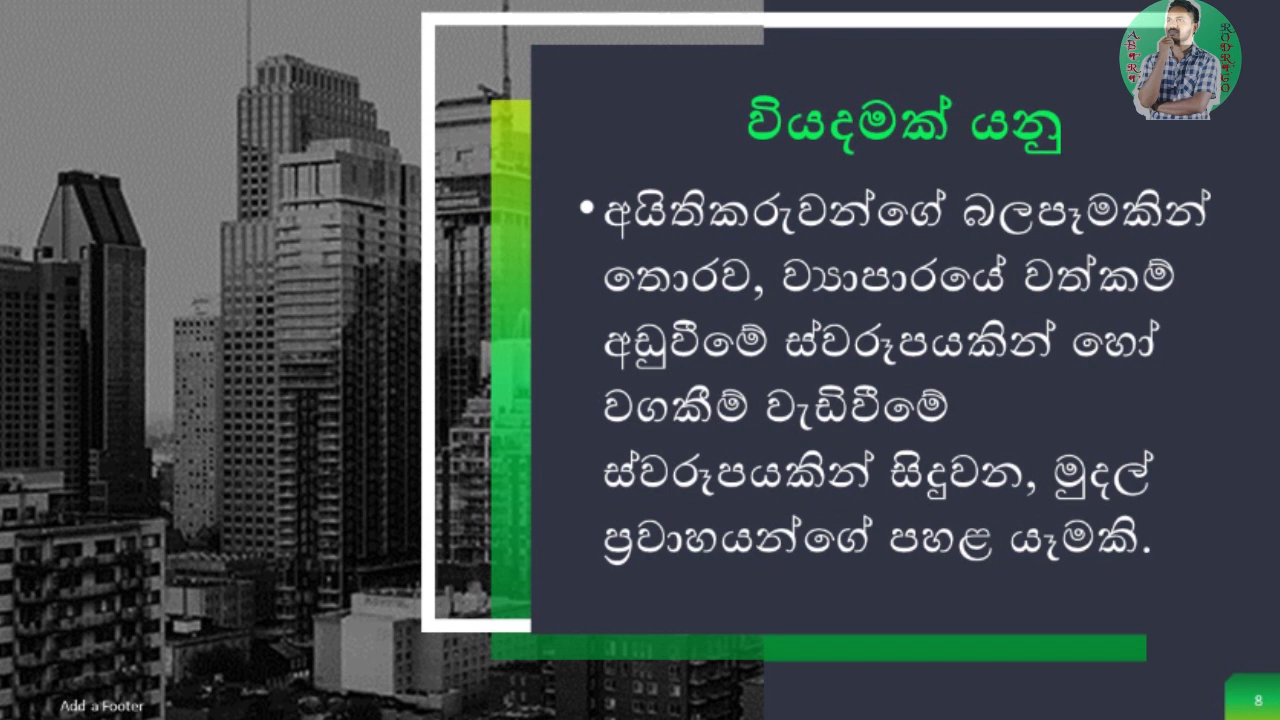 වියදමක් යනු
• අයිතිකරුවන්ගේ බලපෑමකින්
තොරව, ව්‍යාපාරයේ වත්කම්
අඩුවීමේ ස්වරූපයකින් හෝ
වගකීම් වැඩිවීමේ
ස්වරූපයකින් සිදුවන, මුදල්
ප්‍රවාහයන්ගේ පහළ යෑමකි.
Add a Footer
8